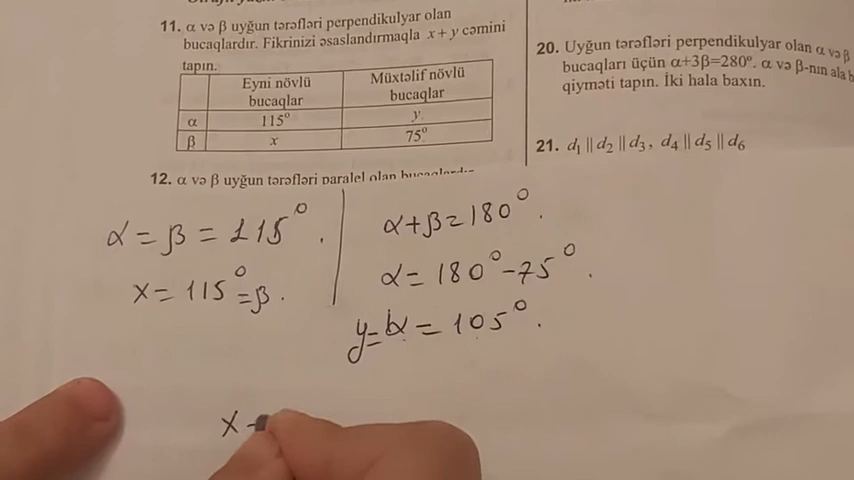 11. α və β uyğun tərəfləri perpendikulyar olan
bucaqlardır. Fikrinizi əsaslandırmaqla x + y cəmini
tapın.
Eyni növlü bucaqlar Müxtəlif növlü bucaqlar
α 115° y
β x 75°
12. α və β uyğun tərəfləri paralel olan
20. Uyğun tərəfləri perpendikulyar olan α və β
bucaqları üçün α+3β=280°. α və β-nın
qiyməti tapın. İki hala baxın.
21. d₁ || d₂ || d₃, d₄ || d₅ || d₆
α = β = 115°.
x = 115° = β.
α + β = 180°.
α = 180° - 75°.
y = α = 105°.
x